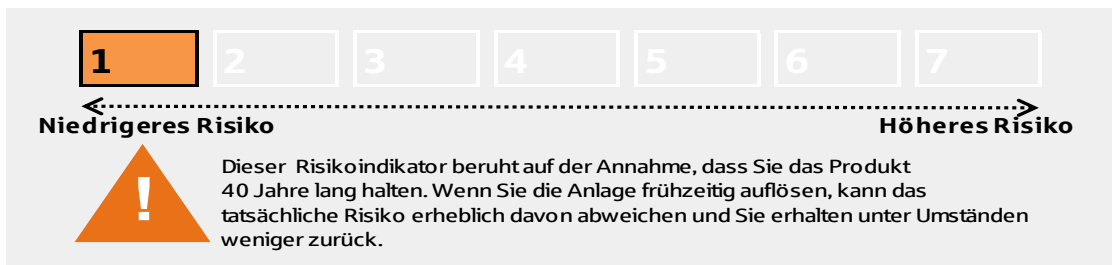 1 2 3 4 5 6 7
Niedrigeres Risiko Höheres Risiko
!
Dieser Risikoindikator beruht auf der Annahme, dass Sie das Produkt
40 Jahre lang halten. Wenn Sie die Anlage frühzeitig auflösen, kann das
tatsächliche Risiko erheblich davon abweichen und Sie erhalten unter Umständen
weniger zurück.